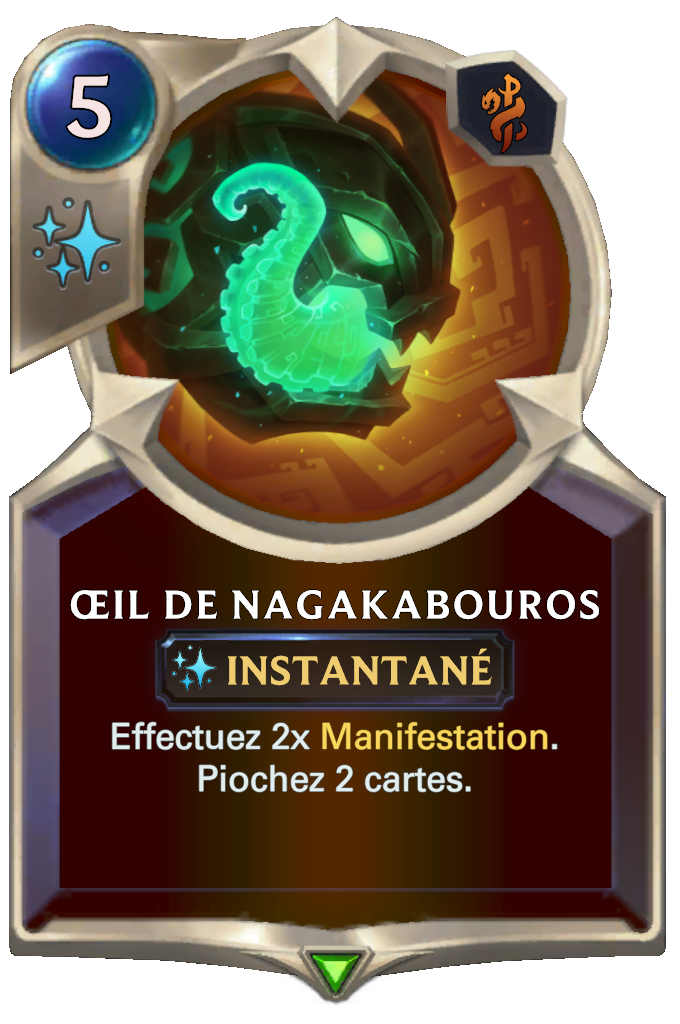 5
ŒIL DE NAGAKABOUROS
INSTANTANÉ
Effectuez 2x Manifestation.
Piochez 2 cartes.